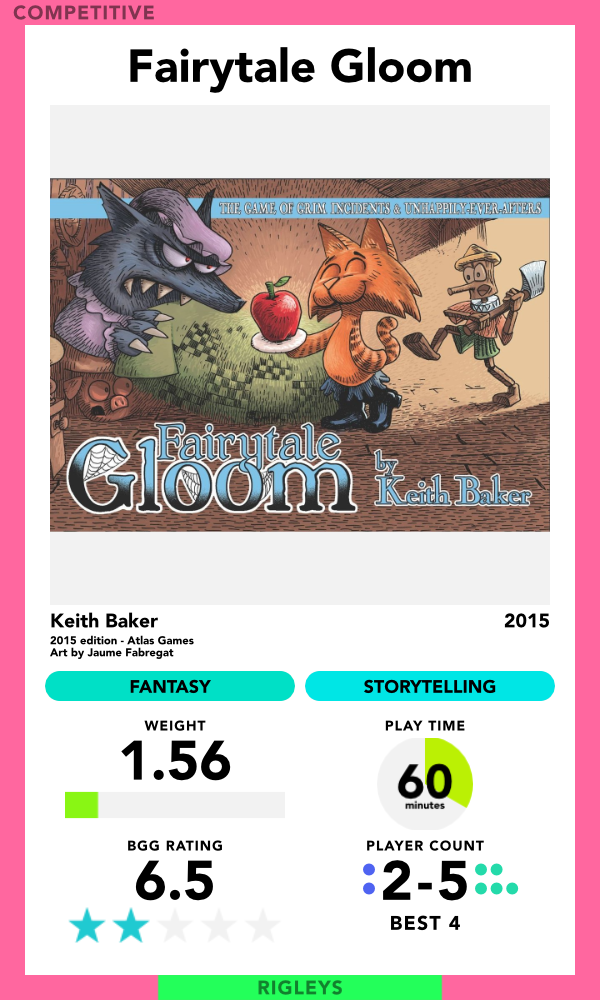 COMPETITIVE
Fairytale Gloom
THE GAME OF GRIM INCIDENTS & UNHAPPILY-EVER-AFTERS
Fairytale
Gloom
by
Keith Baker
Keith Baker 2015
2015 edition - Atlas Games
Art by Jaume Fabregat
FANTASY STORYTELLING
WEIGHT PLAY TIME
1.56 60
minutes
BGG RATING PLAYER COUNT
6.5 2-5
BEST 4
RIGLEYS